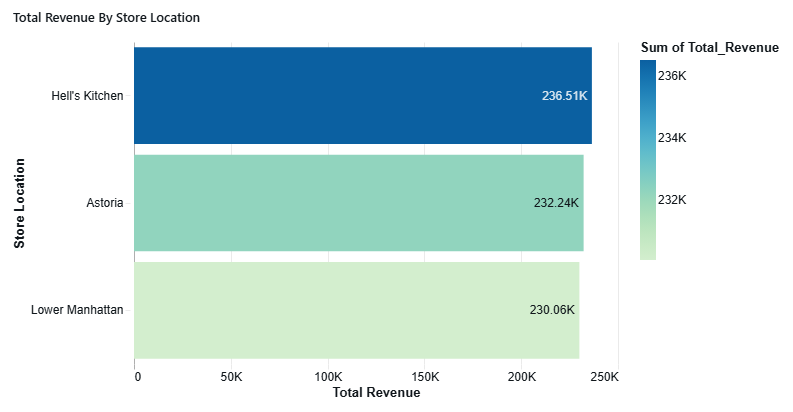 Total Revenue By Store Location
Sum of Total_Revenue
236K
234K
232K
Store Location
Hell's Kitchen
236.51K
Astoria
232.24K
Lower Manhattan
230.06K
0 50K 100K 150K 200K 250K
Total Revenue